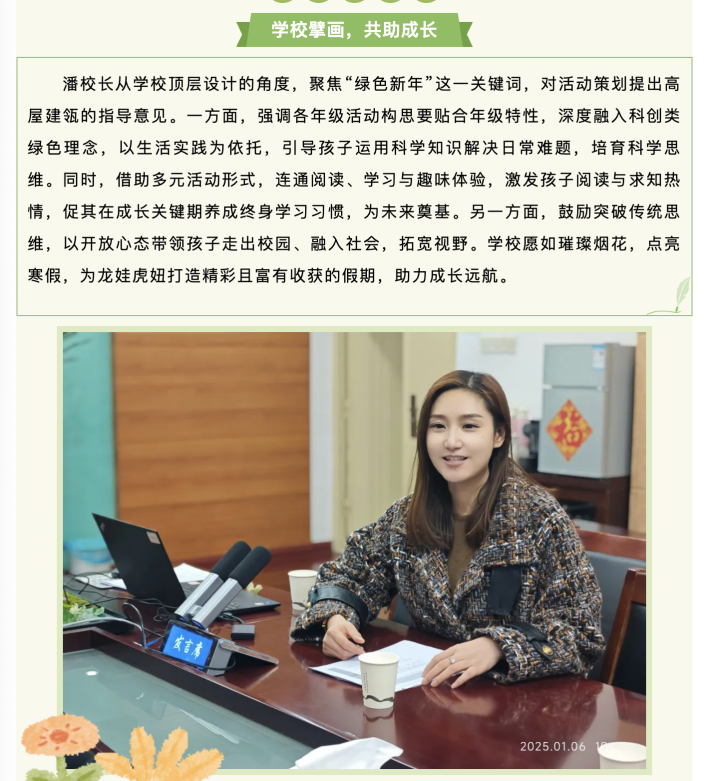 学校擘画，共助成长
潘校长从学校顶层设计的角度，聚焦“绿色新年”这一关键词，对活动策划提出高
屋建瓴的指导意见。一方面，强调各年级活动构思要贴合年级特性，深度融入科创类
绿色理念，以生活实践为依托，引导孩子运用科学知识解决日常难题，培育科学思
维。同时，借助多元活动形式，连通阅读、学习与趣味体验，激发孩子阅读与求知热
情，促其在成长关键期养成终身学习习惯，为未来奠基。另一方面，鼓励突破传统思
维，以开放心态带领孩子走出校园、融入社会，拓宽视野。学校愿如璀璨烟花，点亮
寒假，为龙娃虎妞打造精彩且富有收获的假期，助力成长远航。
福
发言席
2025.01.06